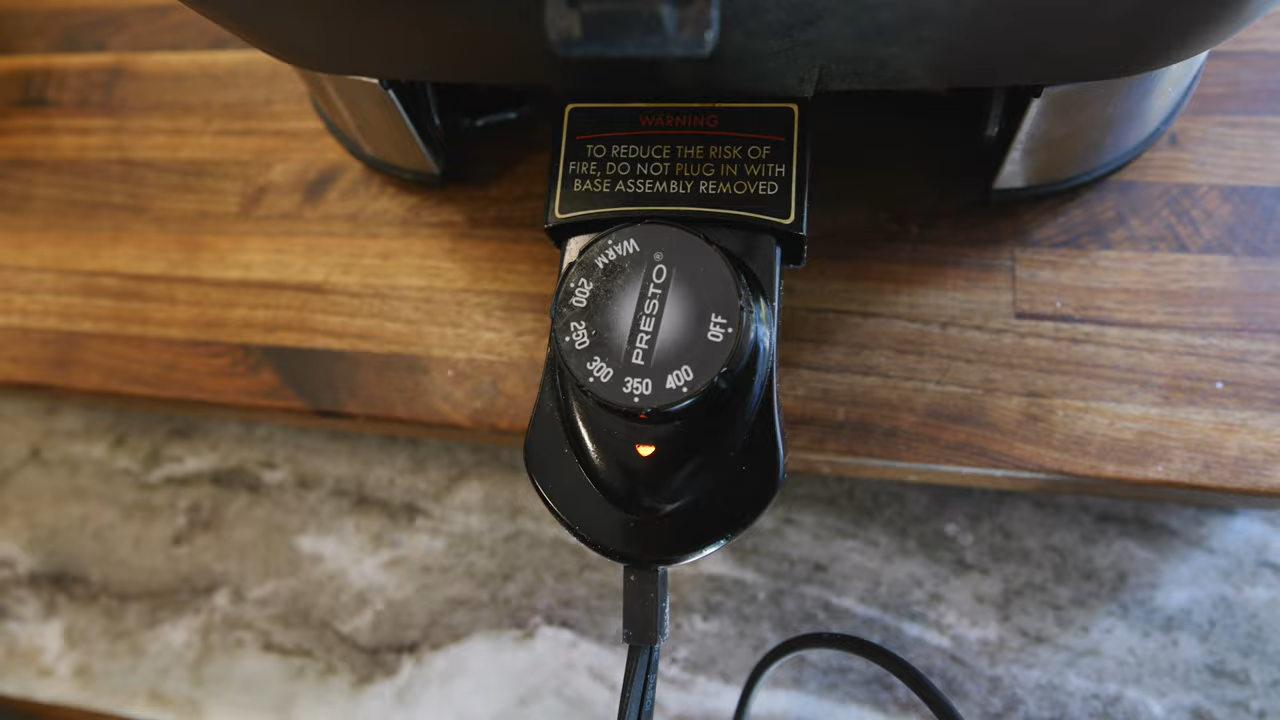 WARNING
TO REDUCE THE RISK OF
FIRE, DO NOT PLUG IN WITH
BASE ASSEMBLY REMOVED
WARM
200
250
300
350
400
OFF
PRESTO®